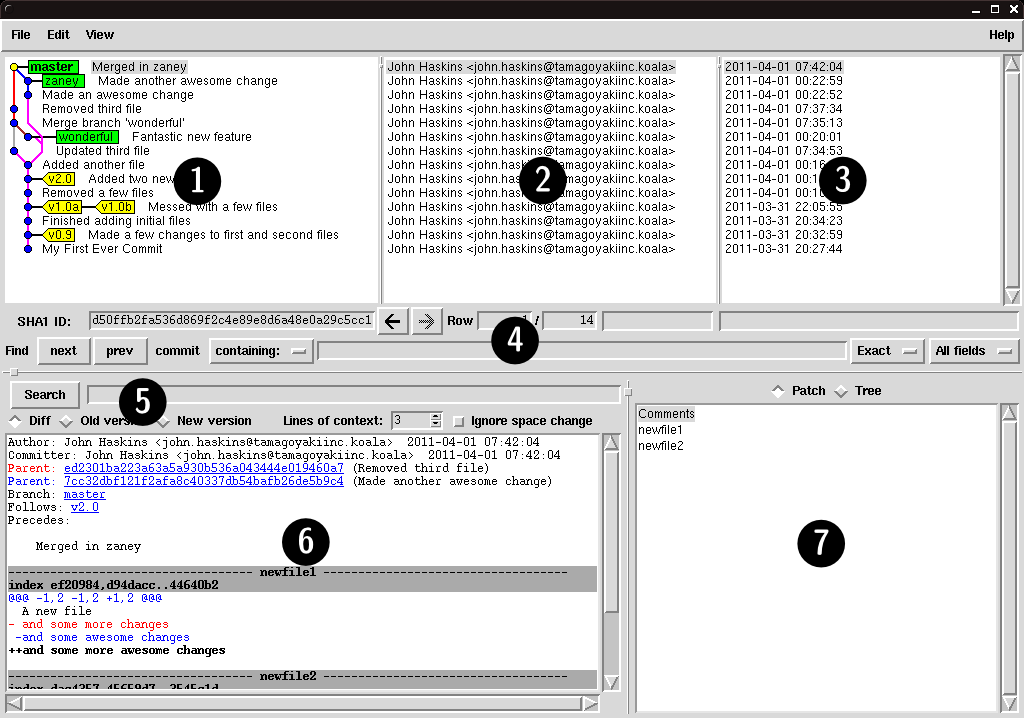 File Edit View Help
master Merged in zaney John Haskins <john.haskins@tamagoyakiinc.koala> 2011-04-01 07:42:04
zaney Made another awesome change John Haskins <john.haskins@tamagoyakiinc.koala> 2011-04-01 00:22:59
Made an awesome change John Haskins <john.haskins@tamagoyakiinc.koala> 2011-04-01 00:22:52
Removed third file John Haskins <john.haskins@tamagoyakiinc.koala> 2011-04-01 07:37:34
Merge branch 'wonderful' John Haskins <john.haskins@tamagoyakiinc.koala> 2011-04-01 07:35:13
wonderful Fantastic new feature John Haskins <john.haskins@tamagoyakiinc.koala> 2011-04-01 00:20:01
Updated third file John Haskins <john.haskins@tamagoyakiinc.koala> 2011-04-01 07:34:53
Added another file John Haskins <john.haskins@tamagoyakiinc.koala> 2011-04-01 00:16
v2.0 Added two new John Haskins <john.haskins@tamagoyakiinc.koala> 2011-04-01
Removed a few files John Haskins <john.haskins@tamagoyakiinc.koala> 2011-04-01
v1.0a v1.0b Messed with a few files John Haskins <john.haskins@tamagoyakiinc.koala> 2011-03-31 22:05:55
Finished adding initial files John Haskins <john.haskins@tamagoyakiinc.koala> 2011-03-31 20:34:23
v0.9 Made a few changes to first and second files John Haskins <john.haskins@tamagoyakiinc.koala> 2011-03-31 20:32:59
My First Ever Commit John Haskins <john.haskins@tamagoyakiinc.koala> 2011-03-31 20:27:44
1 2 3
SHA1 ID: d50ffb2fa536d869f2c4e89e8d6a48e0a29c5cc1 Row 1 / 14
4
Find next prev commit containing: Exact All fields
Search
5
Diff Old version New version Lines of context: 3 Ignore space change
Author: John Haskins <john.haskins@tamagoyakiinc.koala> 2011-04-01 07:42:04
Committer: John Haskins <john.haskins@tamagoyakiinc.koala> 2011-04-01 07:42:04
Parent: ed2301ba223a63a5a930b536a043444e019460a7 (Removed third file)
Parent: 7cc32dbf121f2afa8c40337db54bafb26de5b9c4 (Made another awesome change)
Branch: master
Follows: v2.0
Precedes:
Merged in zaney
6
----------------------------------- newfile1 -----------------------------------
index ef20984,d94dacc..44640b2
@@@ -1,2 -1,2 +1,2 @@@
A new file
- and some more changes
-and some awesome changes
++and some more awesome changes
----------------------------------- newfile2 -----------------------------------
Patch Tree
Comments
newfile1
newfile2
7